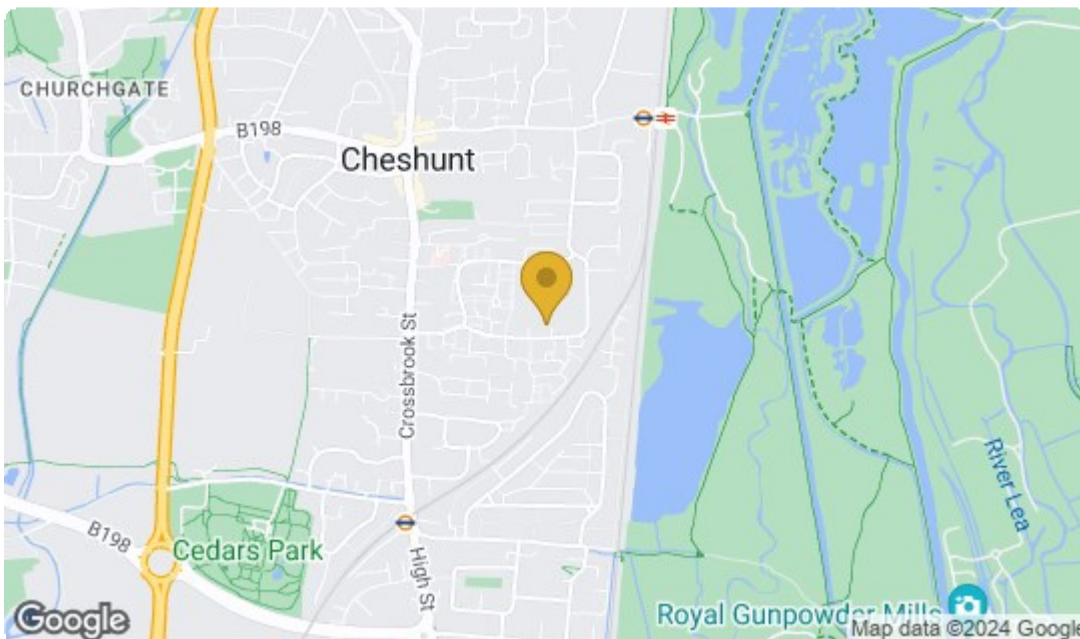 CHURCHGATE
B198
Cheshunt
Crossbrook St
River Lea
B198
Cedars Park
High St
Royal Gunpowder Mills
Google
Map data ©2024 Google